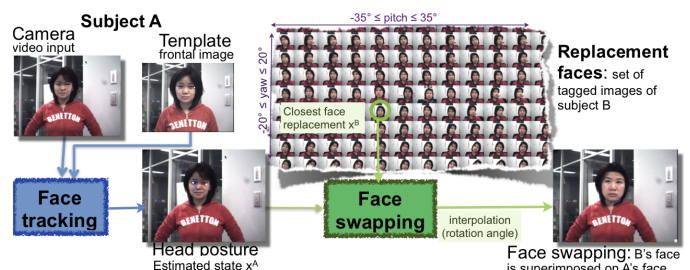 Subject A
Camera
video input
Template
frontal image
-35° ≤ pitch ≤ 35°
-20° ≤ yaw ≤ 20°
Replacement
faces: set of
tagged images of
subject B
Closest face
replacement xᴮ
BENETTON
BENETTON
BENETTON
BENETTON
Face
tracking
Face
swapping
interpolation
(rotation angle)
Head posture
Estimated state xᴬ
Face swapping: B's face
is superimposed on A's face